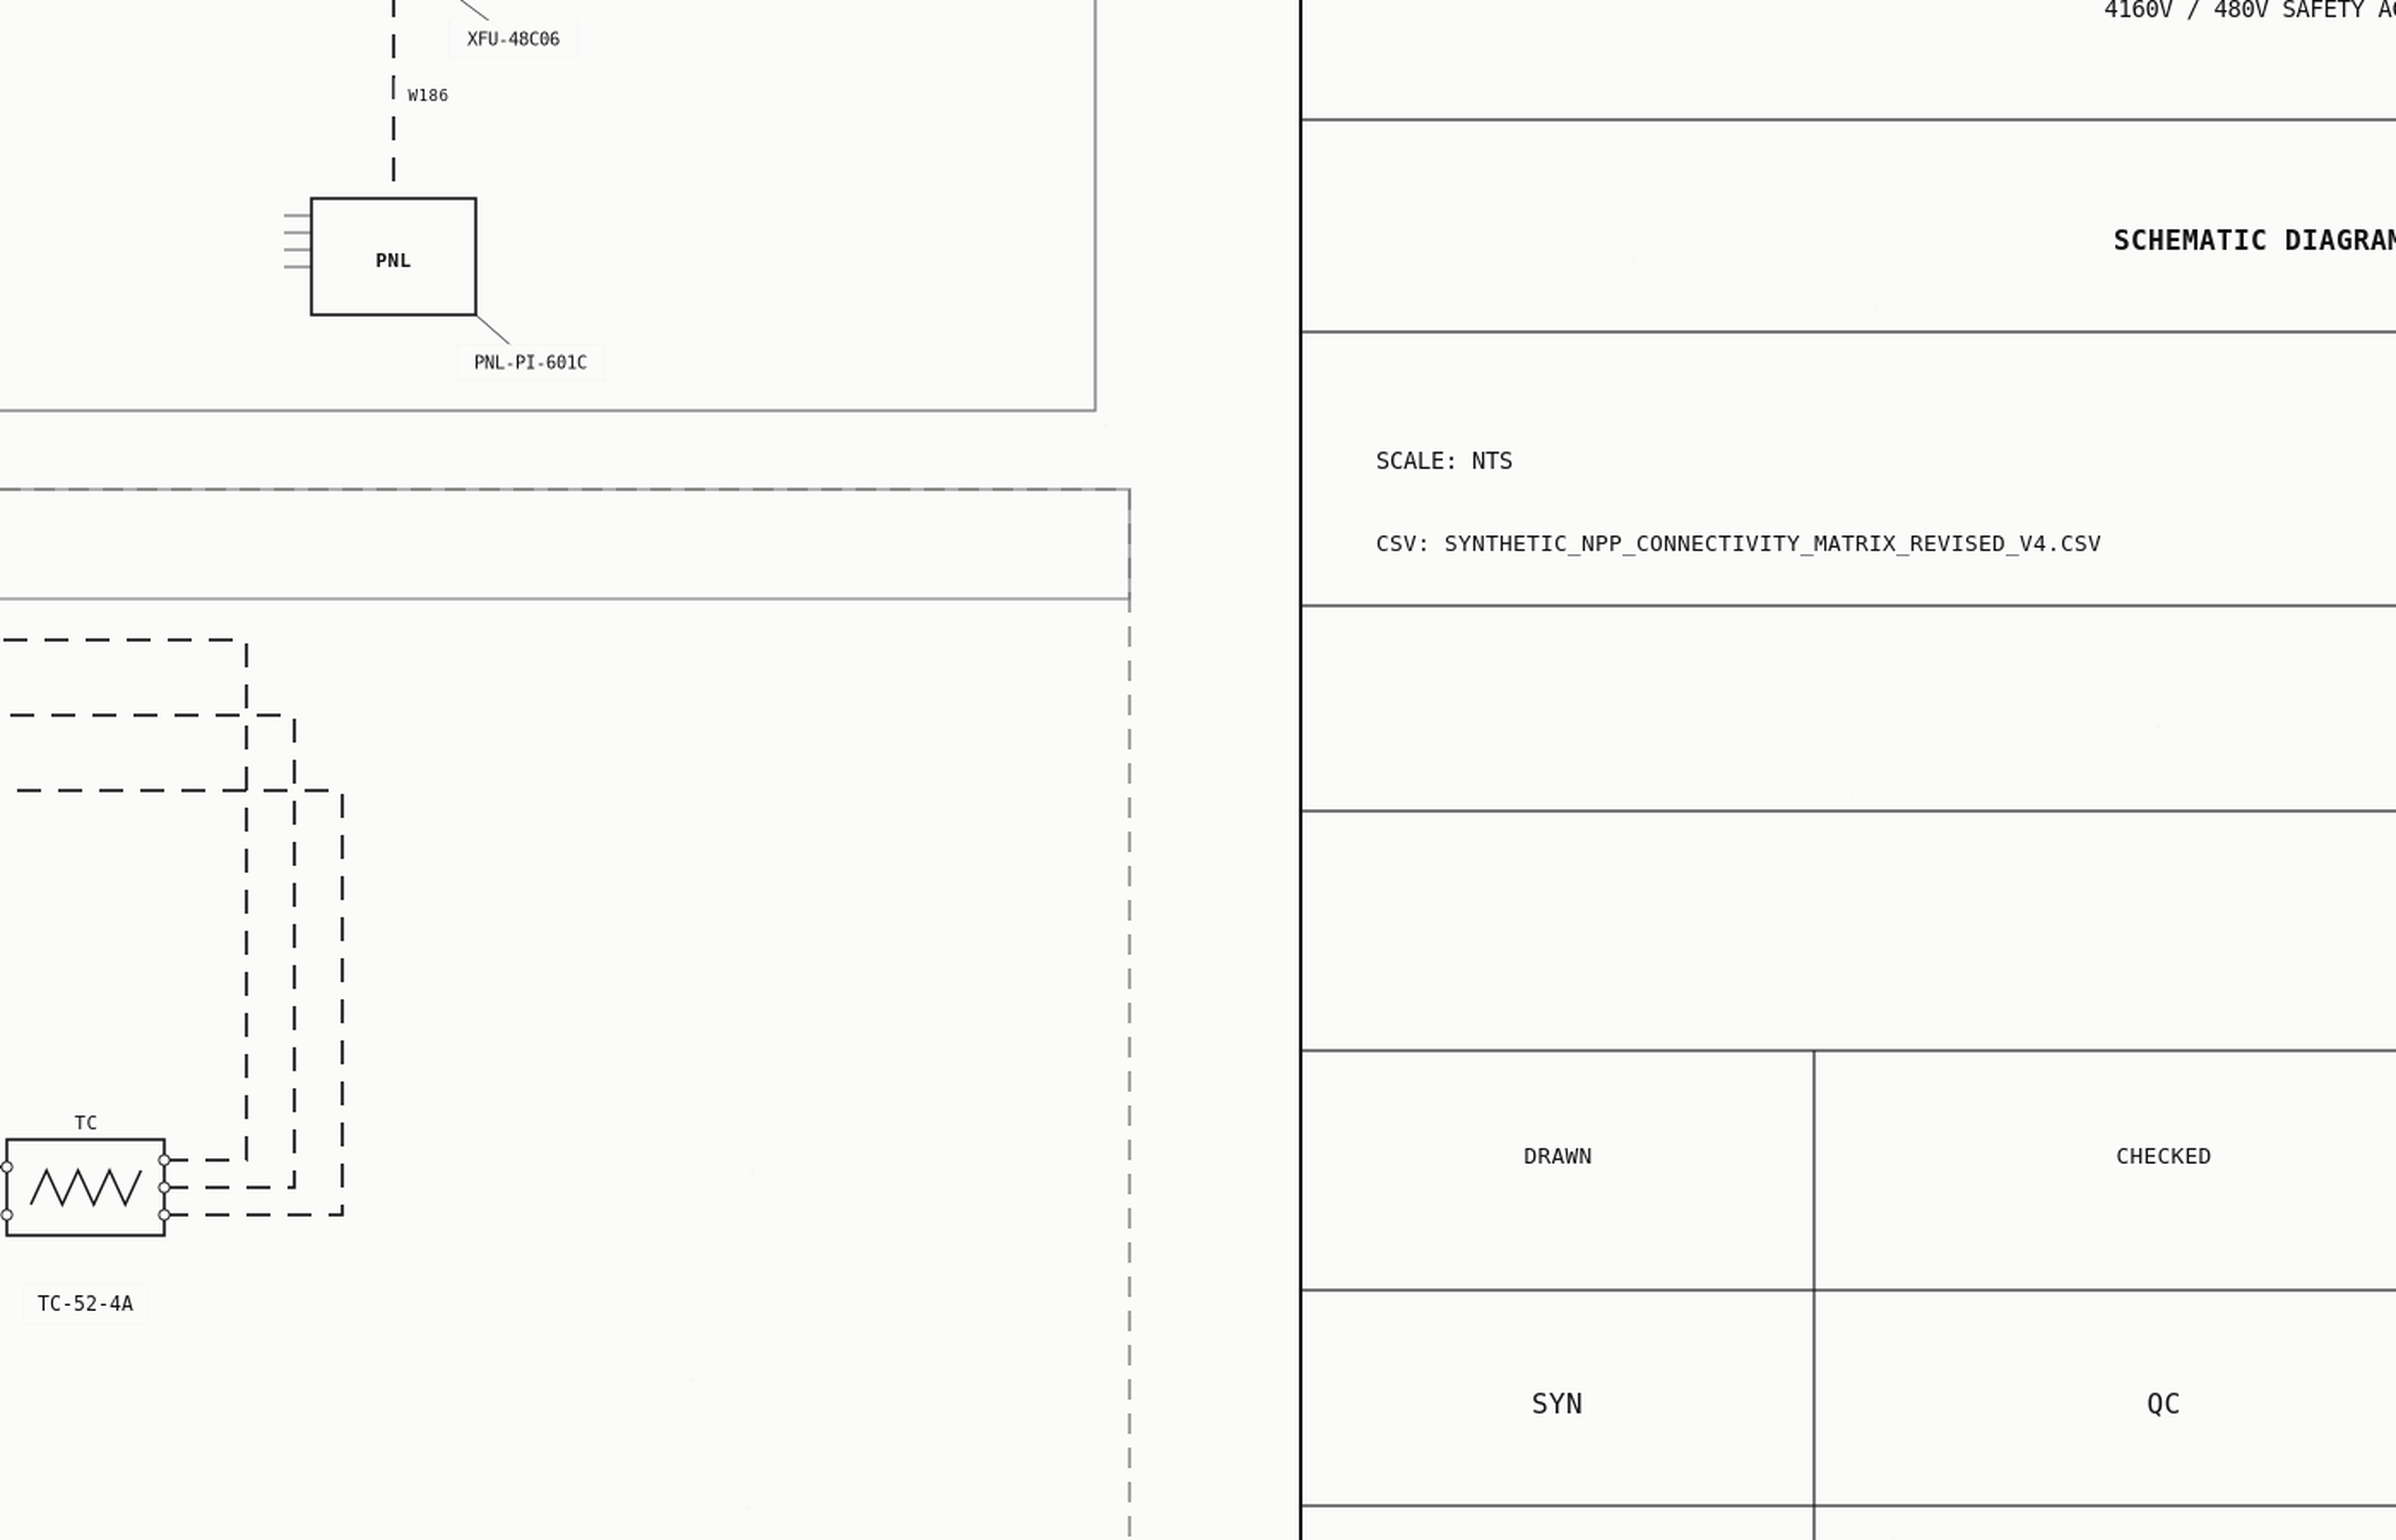 XFU-48C06
W186
PNL
PNL-PI-601C
TC
TC-52-4A
4160V / 480V SAFETY
SCHEMATIC
SCALE: NTS
CSV: SYNTHETIC_NPP_CONNECTIVITY_MATRIX_REVISED_V4.CSV
DRAWN
CHECKED
SYN
QC